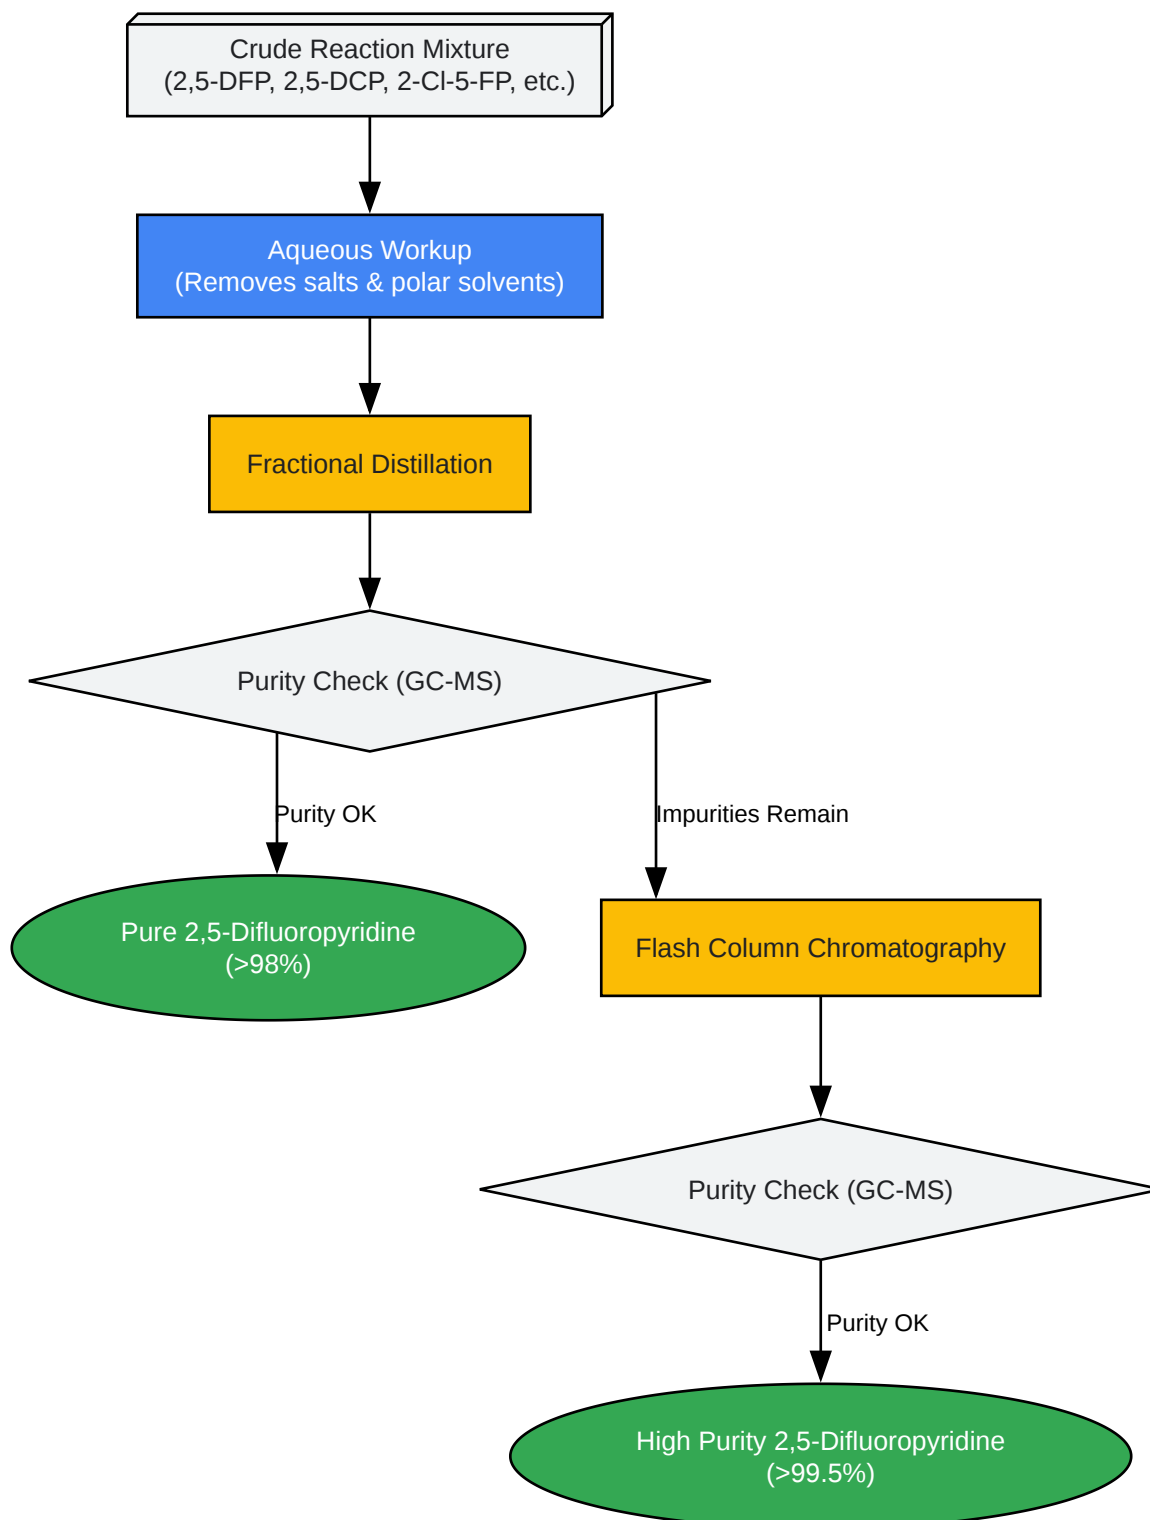 Crude Reaction Mixture
(2,5-DFP, 2,5-DCP, 2-Cl-5-FP, etc.)
Aqueous Workup
(Removes salts & polar solvents)
Fractional Distillation
Purity Check (GC-MS)
Purity OK
Impurities Remain
Pure 2,5-Difluoropyridine
(>98%)
Flash Column Chromatography
Purity Check (GC-MS)
Purity OK
High Purity 2,5-Difluoropyridine
(>99.5%)